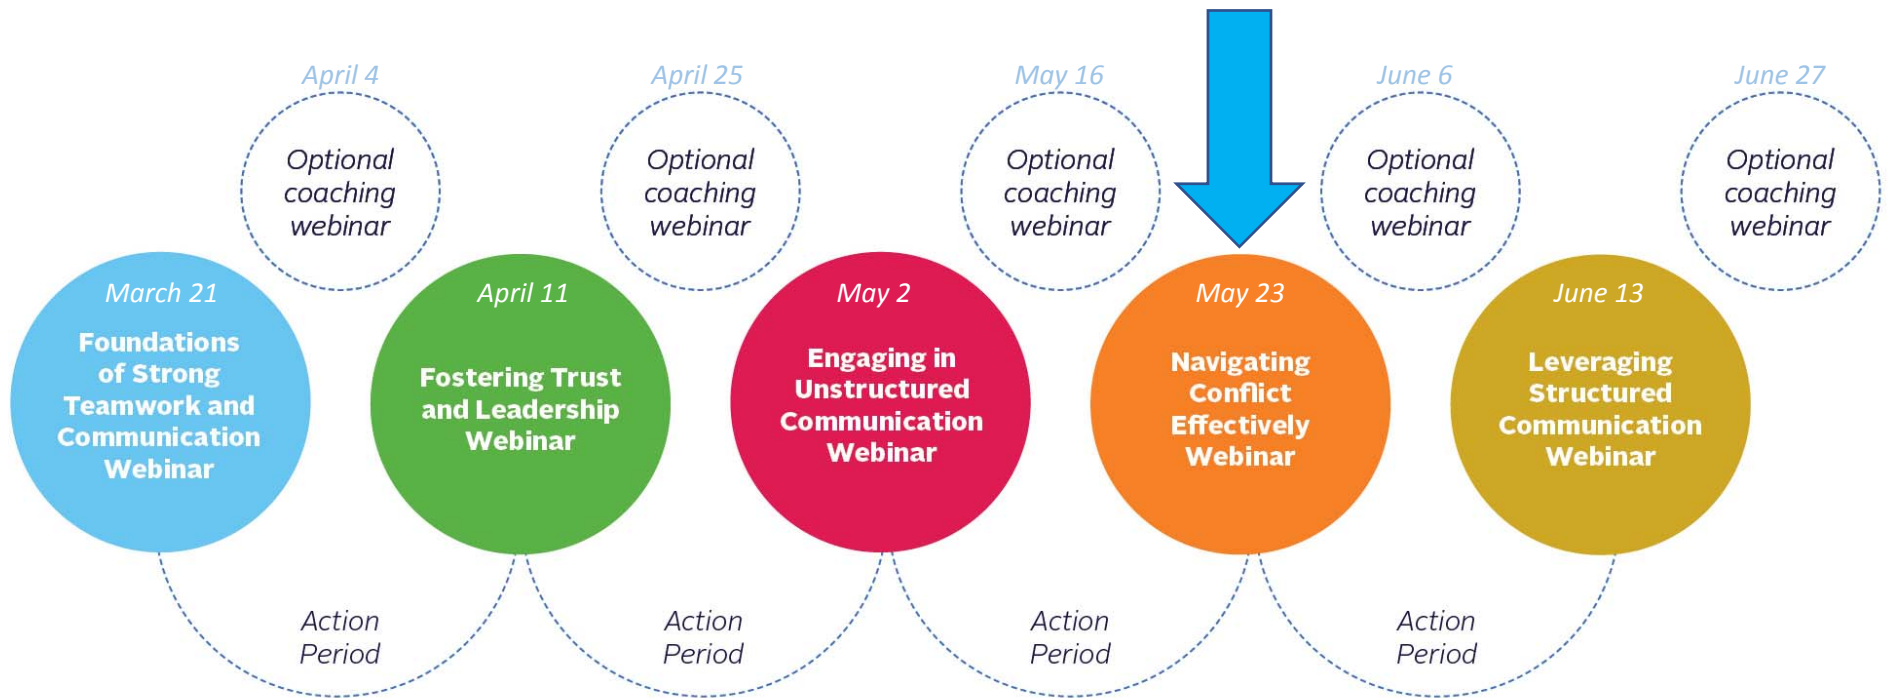 April 4
April 25
May 16
June 6
June 27
Optional
coaching
webinar
Optional
coaching
webinar
Optional
coaching
webinar
Optional
coaching
webinar
Optional
coaching
webinar
March 21
Foundations
of Strong
Teamwork and
Communication
Webinar
April 11
Fostering Trust
and Leadership
Webinar
May 2
Engaging in
Unstructured
Communication
Webinar
May 23
Navigating
Conflict
Effectively
Webinar
June 13
Leveraging
Structured
Communication
Webinar
Action
Period
Action
Period
Action
Period
Action
Period